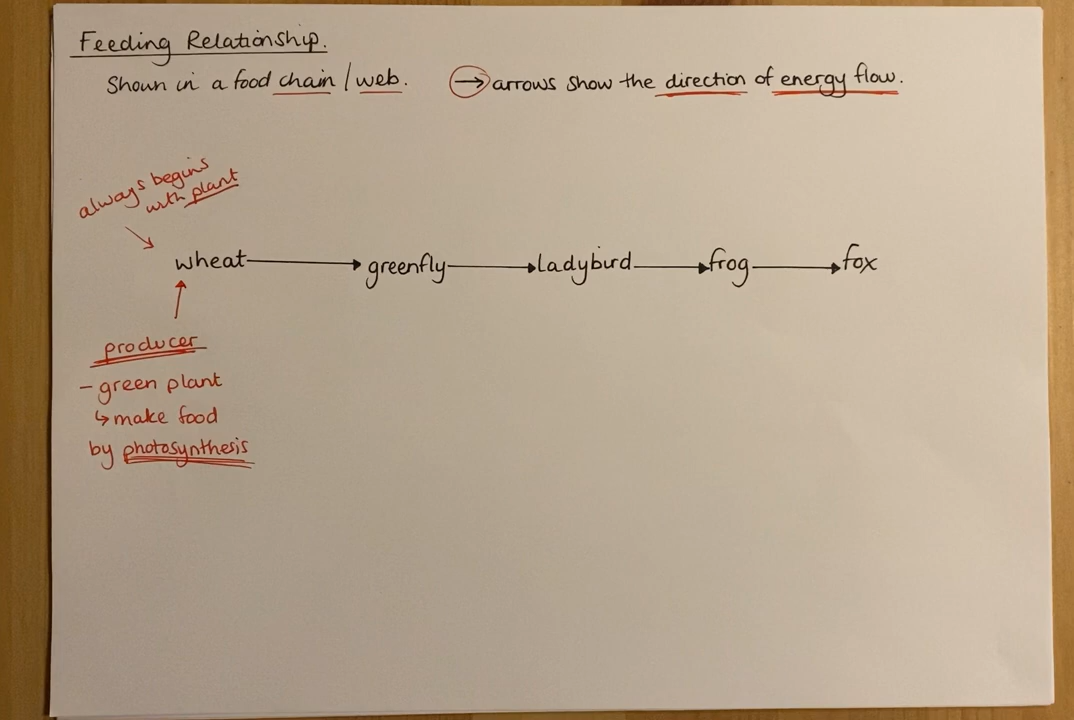 Feeding Relationship.
Shown in a food chain / web. → arrows show the direction of energy flow.
always begins
with plant
wheat → greenfly → Ladybird → frog → fox
producer
- green plant
↳ make food
by photosynthesis